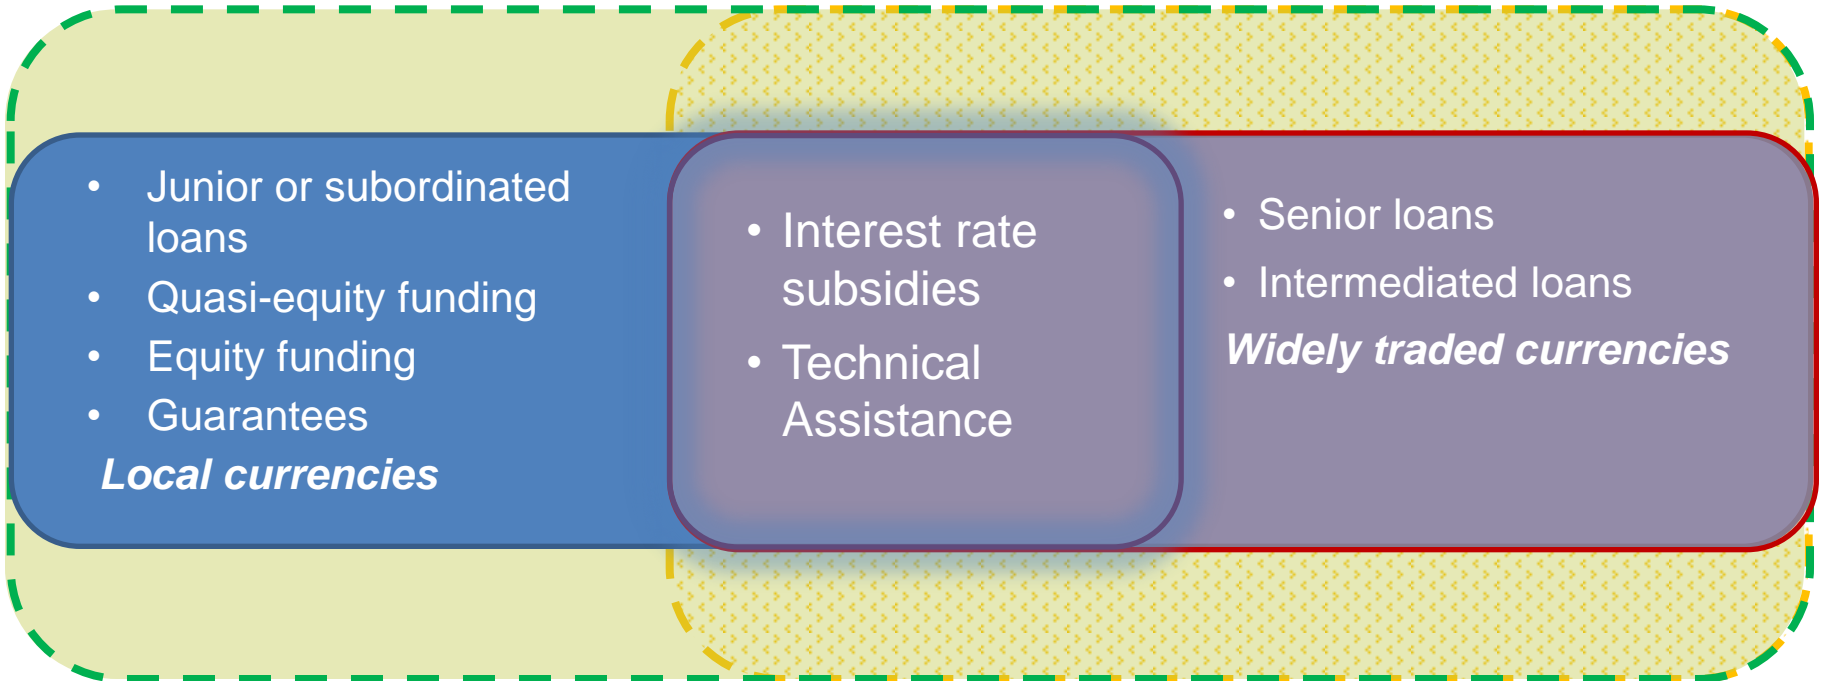 • Junior or subordinated
loans
• Quasi-equity funding
• Equity funding
• Guarantees
Local currencies
• Interest rate
subsidies
• Technical
Assistance
• Senior loans
• Intermediated loans
Widely traded currencies